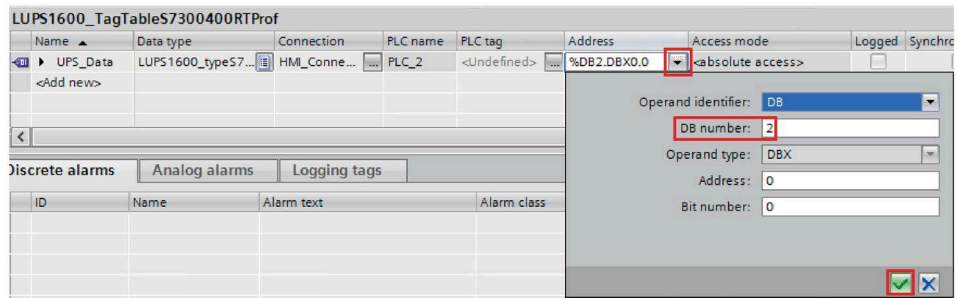 LUPS1600_TagTableS7300400RTProf
Name Data type Connection PLC name PLC tag Address Access mode Logged Synchro
UPS_Data LUPS1600_typeS7... HMI_Conne... ... PLC_2 <Undefined> ... %DB2.DBX0.0 <absolute access>
<Add new>
Operand identifier: DB
DB number: 2
Operand type: DBX
Address: 0
Bit number: 0
Discrete alarms Analog alarms Logging tags
ID Name Alarm text Alarm class